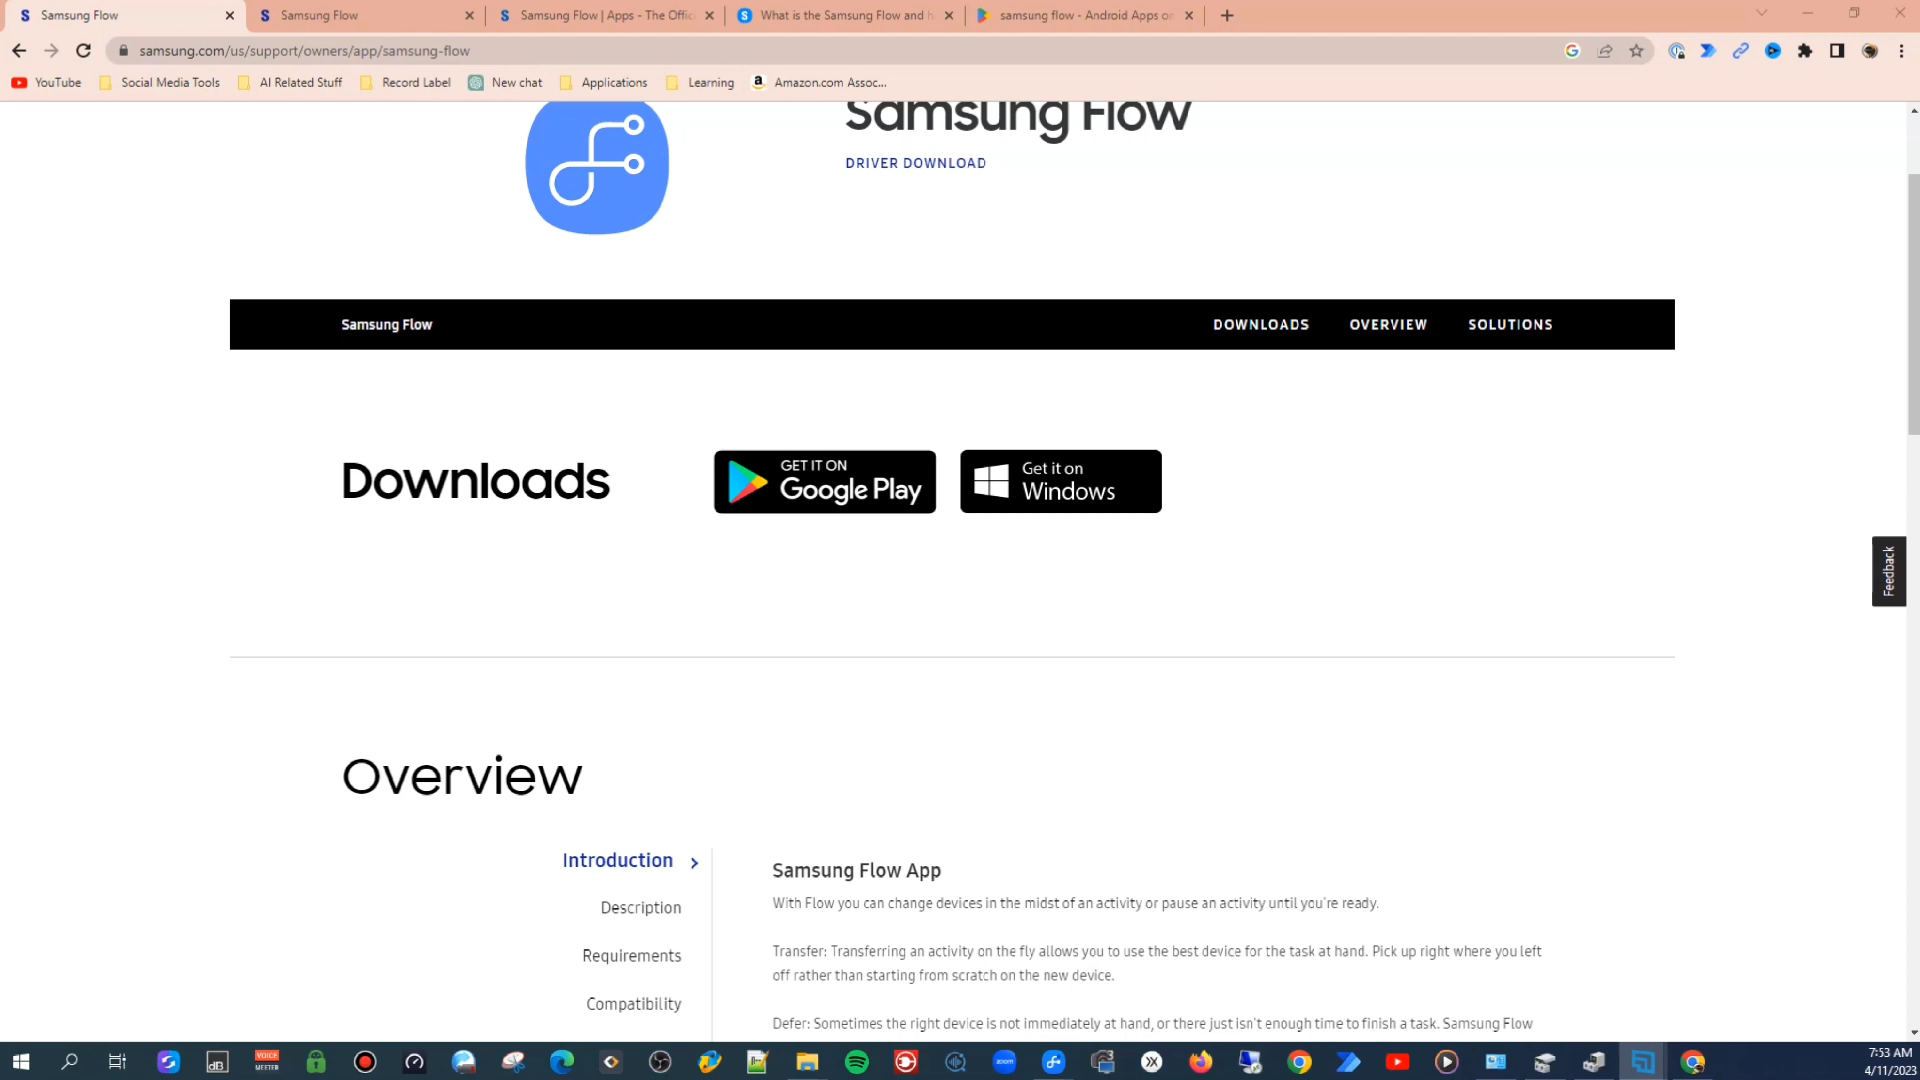 Samsung Flow
Samsung Flow
Samsung Flow | Apps - The Offic
What is the Samsung Flow and h
samsung flow - Android Apps on
samsung.com/us/support/owners/app/samsung-flow
YouTube
Social Media Tools
AI Related Stuff
Record Label
New chat
Applications
Learning
Amazon.com Assoc...
Samsung Flow
DRIVER DOWNLOAD
Samsung Flow
DOWNLOADS
OVERVIEW
SOLUTIONS
Downloads
GET IT ON
Google Play
Get it on
Windows
Feedback
Overview
Introduction
Description
Requirements
Compatibility
Samsung Flow App
With Flow you can change devices in the midst of an activity or pause an activity until you're ready.
Transfer: Transferring an activity on the fly allows you to use the best device for the task at hand. Pick up right where you left
off rather than starting from scratch on the new device.
Defer: Sometimes the right device is not immediately at hand, or there just isn't enough time to finish a task. Samsung Flow
dB
VOICE
MEETER
zoom
7:53 AM
4/11/2023